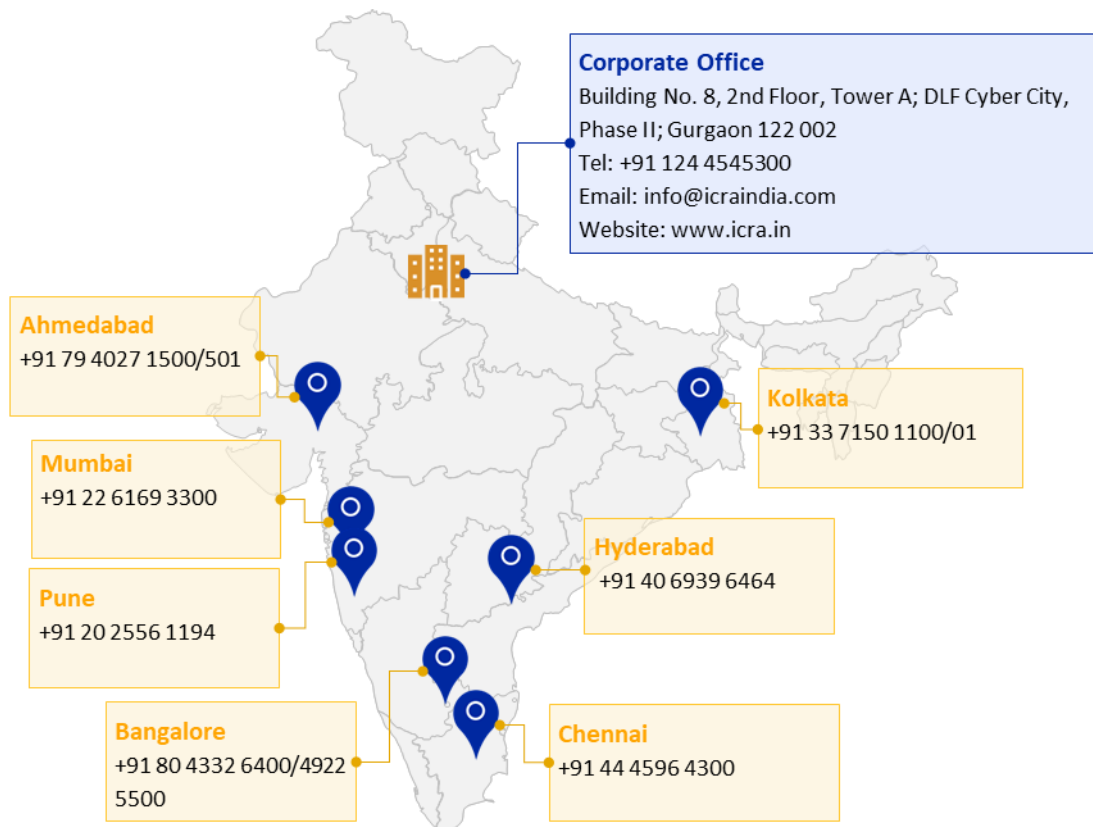 Corporate Office
Building No. 8, 2nd Floor, Tower A; DLF Cyber City,
Phase II; Gurgaon 122 002
Tel: +91 124 4545300
Email: info@icraindia.com
Website: www.icra.in
Ahmedabad
+91 79 4027 1500/501
Kolkata
+91 33 7150 1100/01
Mumbai
+91 22 6169 3300
Hyderabad
+91 40 6939 6464
Pune
+91 20 2556 1194
Bangalore
+91 80 4332 6400/4922
5500
Chennai
+91 44 4596 4300